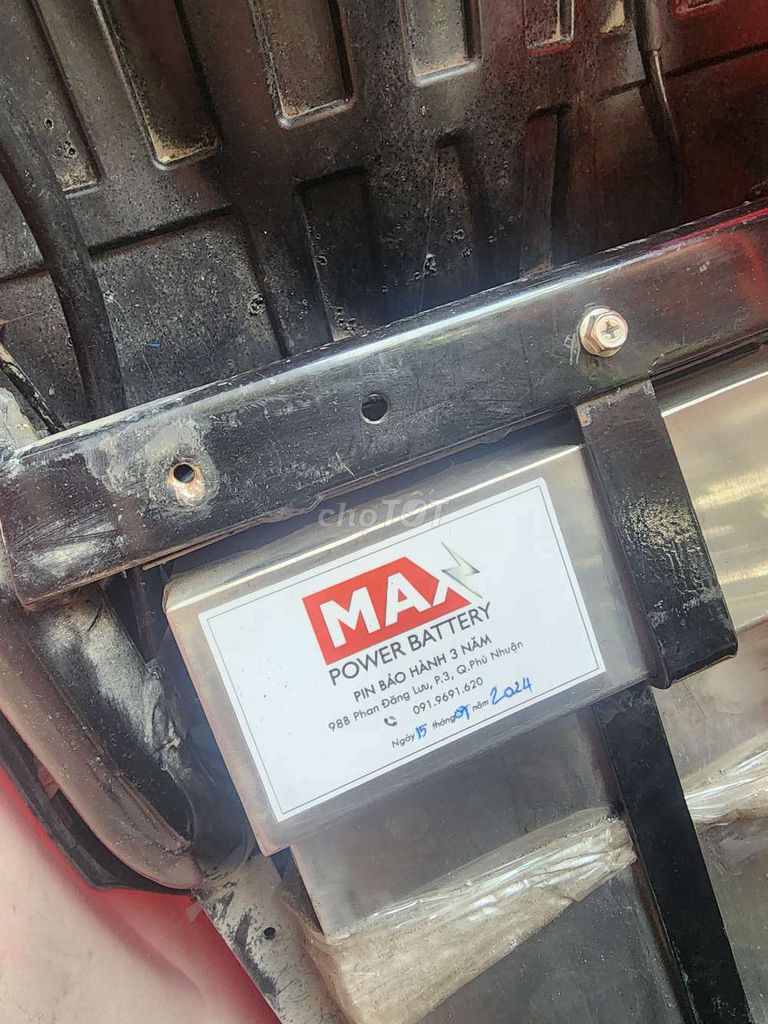 choTỐT
MAX
POWER BATTERY
PIN BẢO HÀNH 3 NĂM
98B Phan Đăng Lưu, P.3, Q.Phú Nhuận
091.9691.620
Ngày 15 tháng 09 năm 2024